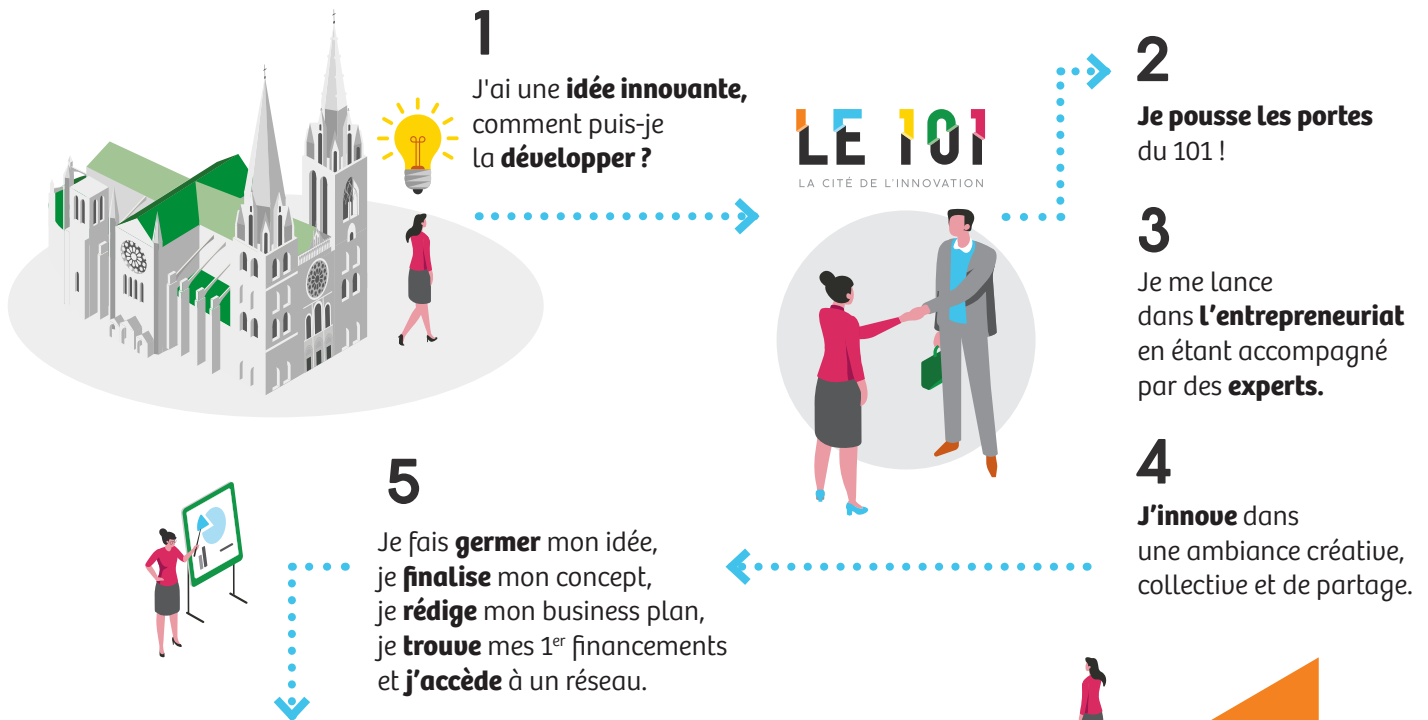 1
J'ai une idée innovante,
comment puis-je
la développer ?
LE 101
LA CITÉ DE L'INNOVATION
2
Je pousse les portes
du 101 !
3
Je me lance
dans l’entrepreneuriat
en étant accompagné
par des experts.
4
J’innove dans
une ambiance créative,
collective et de partage.
5
Je fais germer mon idée,
je finalise mon concept,
je rédige mon business plan,
je trouve mes 1er financements
et j’accède à un réseau.